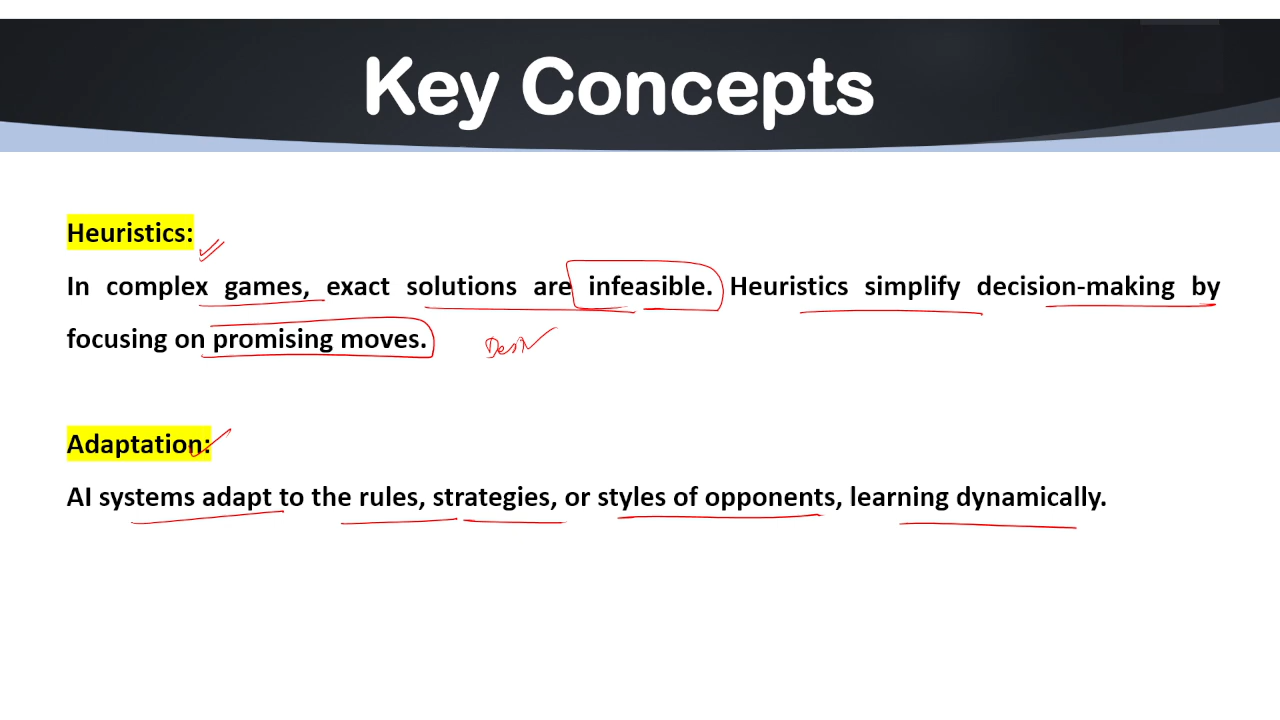 Key Concepts
Heuristics:
In complex games, exact solutions are infeasible. Heuristics simplify decision-making by
focusing on promising moves.
Adaptation:
AI systems adapt to the rules, strategies, or styles of opponents, learning dynamically.